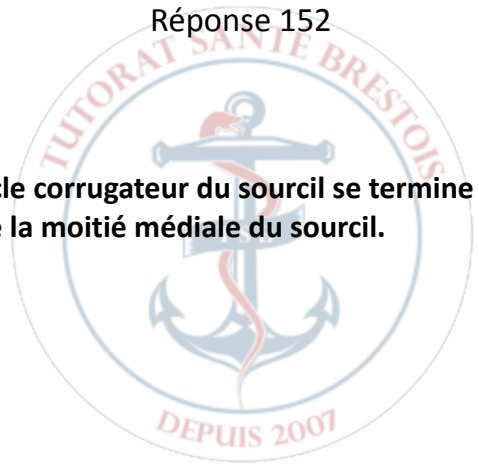 Réponse 152
TUTORAT SANTE BRESTOIS
cle corrugateur du sourcil se termine
e la moitié médiale du sourcil.
DEPUIS 2007